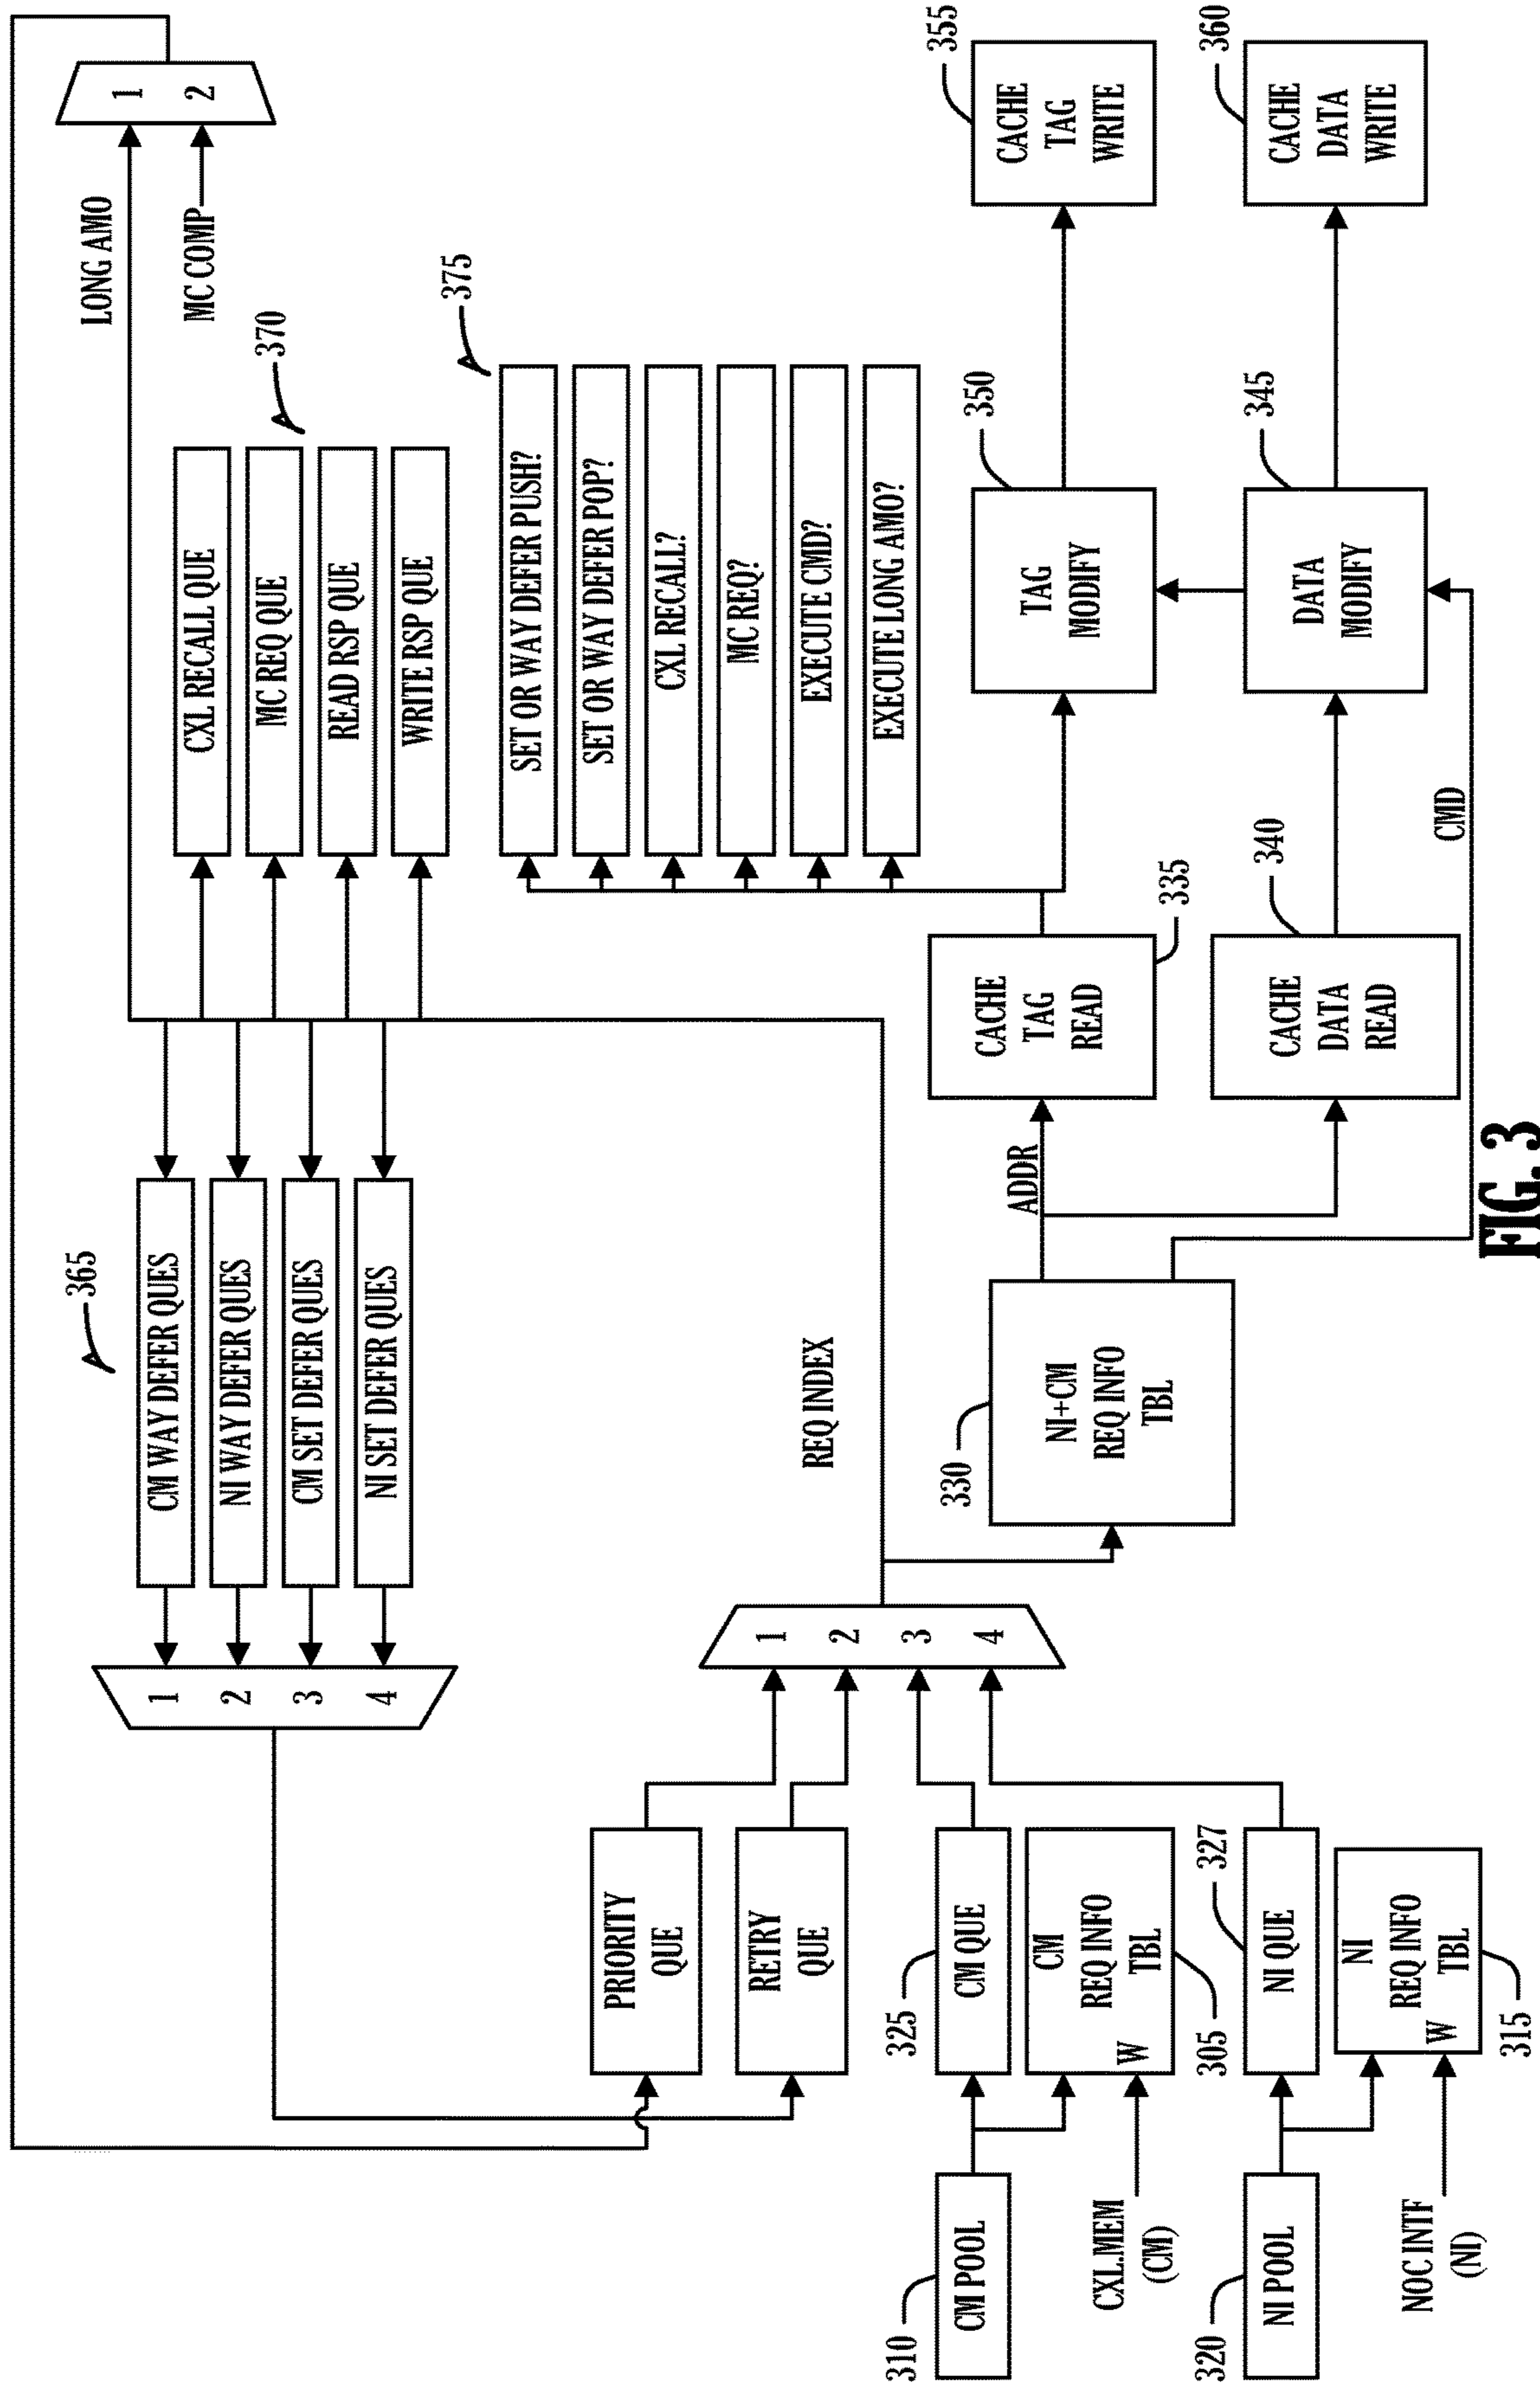 365
CM WAY DEFER QUES
NI WAY DEFER QUES
CM SET DEFER QUES
NI SET DEFER QUES
1
2
3
4
CXL RECALL QUE
MC REQ QUE
READ RSP QUE
WRITE RSP QUE
370
LONG AMO
MC COMP
1
2
375
SET OR WAY DEFER PUSH?
SET OR WAY DEFER POP?
CXL RECALL?
MC REQ?
EXECUTE CMD?
EXECUTE LONG AMO?
PRIORITY
QUE
RETRY
QUE
1
2
3
4
REQ INDEX
310
CM POOL
325
CM QUE
CM
REQ INFO
TBL
W
305
CXL.MEM
(CM)
320
NI POOL
327
NI QUE
NI
REQ INFO
TBL
W
315
NOC INTF
(NI)
330
NI+CM
REQ INFO
TBL
ADDR
CACHE
TAG
READ
335
340
CACHE
DATA
READ
CMD
350
TAG
MODIFY
345
DATA
MODIFY
355
CACHE
TAG
WRITE
360
CACHE
DATA
WRITE
FIG. 3